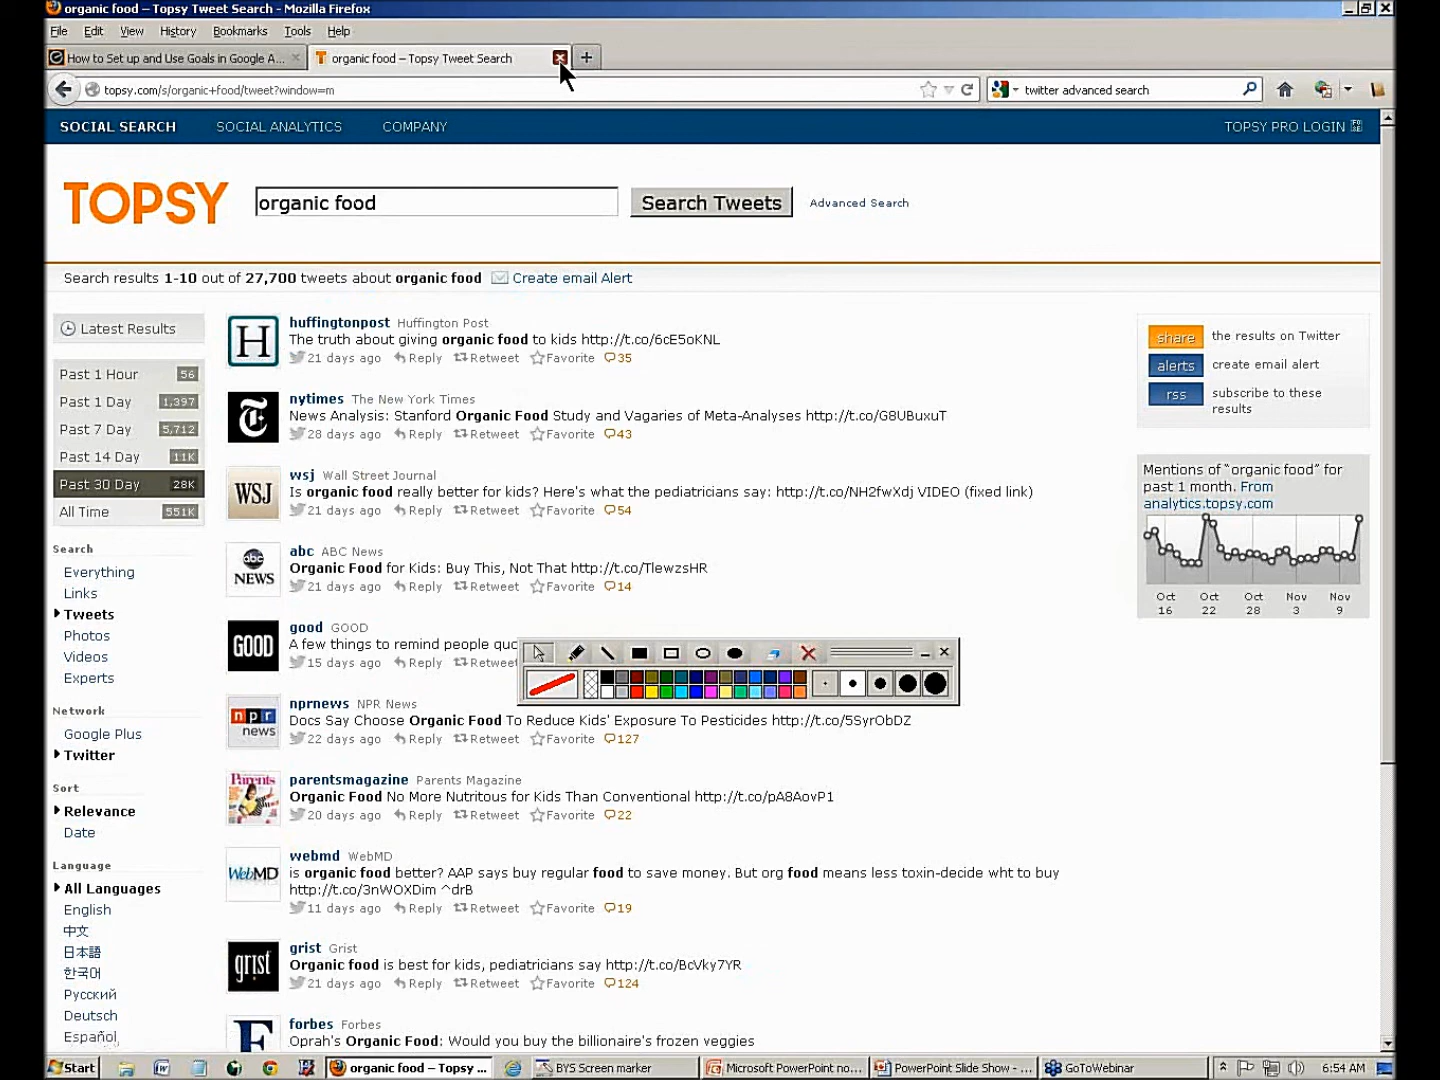 organic food – Topsy Tweet Search - Mozilla Firefox
File Edit View History Bookmarks Tools Help
How to Set up and Use Goals in Google A...
organic food – Topsy Tweet Search
topsy.com/s/organic+food/tweet?window=m
twitter advanced search
SOCIAL SEARCH SOCIAL ANALYTICS COMPANY
TOPSY PRO LOGIN
TOPSY
organic food
Search Tweets
Advanced Search
Search results 1-10 out of 27,700 tweets about organic food
Create email Alert
Latest Results
Past 1 Hour 56
Past 1 Day 1,397
Past 7 Day 5,712
Past 14 Day 11K
Past 30 Day 28K
All Time 551K
Search
Everything
Links
Tweets
Photos
Videos
Experts
Network
Google Plus
Twitter
Sort
Relevance
Date
Language
All Languages
English
中文
日本語
한국어
Русский
Deutsch
Español
H
huffingtonpost Huffington Post
The truth about giving organic food to kids http://t.co/6cE5oKNL
21 days ago Reply Retweet Favorite 35
T
nytimes The New York Times
News Analysis: Stanford Organic Food Study and Vagaries of Meta-Analyses http://t.co/G8UBuxuT
28 days ago Reply Retweet Favorite 43
WSJ
wsj Wall Street Journal
Is organic food really better for kids? Here's what the pediatricians say: http://t.co/NH2fwXdj VIDEO (fixed link)
21 days ago Reply Retweet Favorite 54
abc
NEWS
abc ABC News
Organic Food for Kids: Buy This, Not That http://t.co/TlewzsHR
21 days ago Reply Retweet Favorite 14
GOOD
good GOOD
A few things to remind people quo
15 days ago Reply Retweet
npr
news
nprnews NPR News
Docs Say Choose Organic Food To Reduce Kids' Exposure To Pesticides http://t.co/5SyrObDZ
22 days ago Reply Retweet Favorite 127
Parents
parentsmagazine Parents Magazine
Organic Food No More Nutritous for Kids Than Conventional http://t.co/pA8AovP1
20 days ago Reply Retweet Favorite 22
WebMD
webmd WebMD
is organic food better? AAP says buy regular food to save money. But org food means less toxin-decide wht to buy
http://t.co/3nWOXDim ^drB
11 days ago Reply Retweet Favorite 19
grist
grist Grist
Organic food is best for kids, pediatricians say http://t.co/BcVky7YR
21 days ago Reply Retweet Favorite 124
F
forbes Forbes
Oprah's Organic Food: Would you buy the billionaire's frozen veggies
share the results on Twitter
alerts create email alert
rss subscribe to these
results
Mentions of “organic food” for
past 1 month. From
analytics.topsy.com
Oct Oct Oct Nov Nov
16 22 28 3 9
Start
organic food – Topsy ...
BYS Screen marker
Microsoft PowerPoint no...
PowerPoint Slide Show - ...
GoToWebinar
6:54 AM